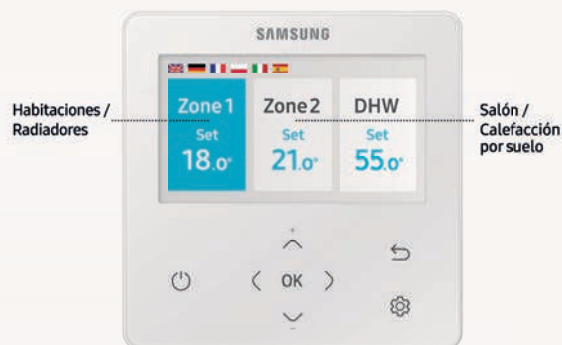 SAMSUNG
Habitaciones /
Radiadores
Zone 1
Set
18.0°
Zone 2
Set
21.0°
DHW
Set
55.0°
Salón /
Calefacción
por suelo
+
OK
−